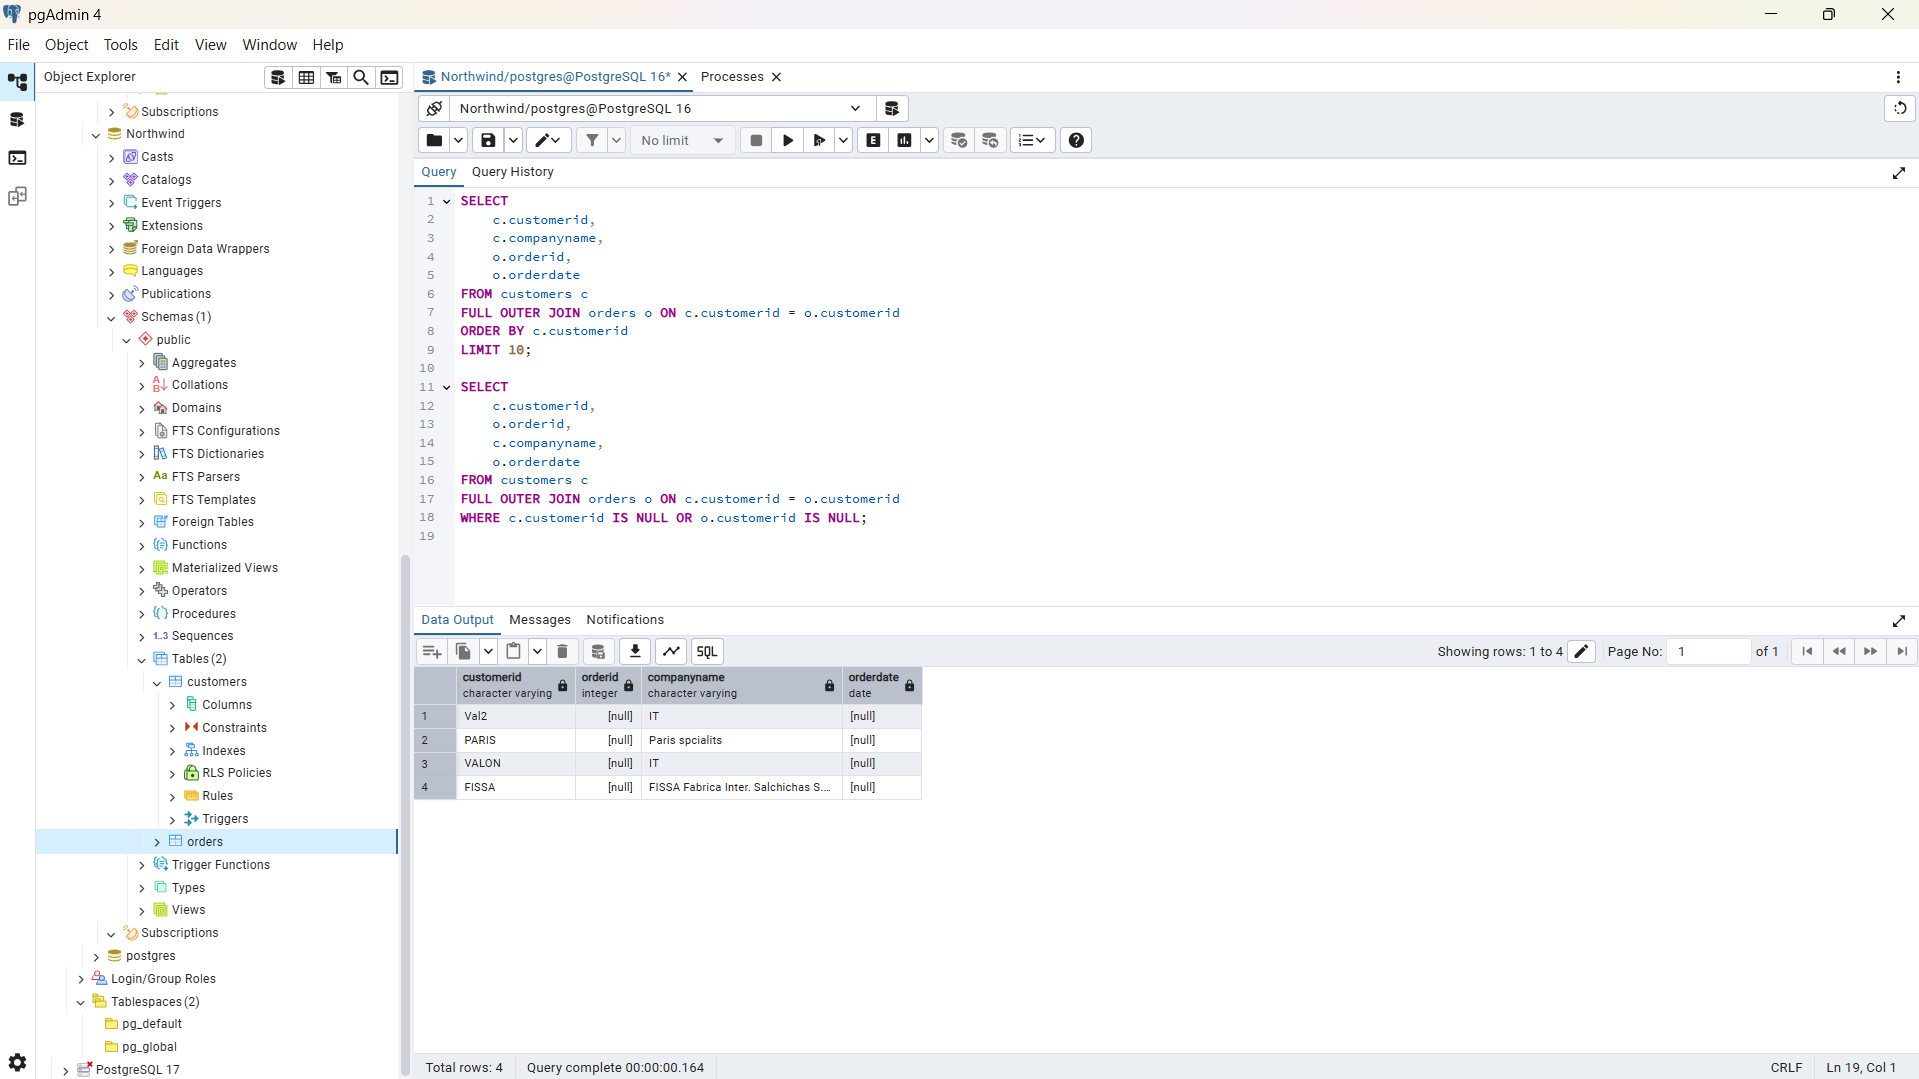 pgAdmin 4
File Object Tools Edit View Window Help
Object Explorer
Subscriptions
Northwind
Casts
Catalogs
Event Triggers
Extensions
Foreign Data Wrappers
Languages
Publications
Schemas (1)
public
Aggregates
Collations
Domains
FTS Configurations
FTS Dictionaries
Aa FTS Parsers
FTS Templates
Foreign Tables
Functions
Materialized Views
Operators
Procedures
1..3 Sequences
Tables (2)
customers
Columns
Constraints
Indexes
RLS Policies
Rules
Triggers
orders
Trigger Functions
Types
Views
Subscriptions
postgres
Login/Group Roles
Tablespaces (2)
pg_default
pg_global
PostgreSQL 17
Northwind/postgres@PostgreSQL 16* Processes
Northwind/postgres@PostgreSQL 16
No limit E
Query Query History
1 SELECT
2 c.customerid,
3 c.companyname,
4 o.orderid,
5 o.orderdate
6 FROM customers c
7 FULL OUTER JOIN orders o ON c.customerid = o.customerid
8 ORDER BY c.customerid
9 LIMIT 10;
10
11 SELECT
12 c.customerid,
13 o.orderid,
14 c.companyname,
15 o.orderdate
16 FROM customers c
17 FULL OUTER JOIN orders o ON c.customerid = o.customerid
18 WHERE c.customerid IS NULL OR o.customerid IS NULL;
19
Data Output Messages Notifications
SQL Showing rows: 1 to 4 Page No: 1 of 1
customerid orderid companyname orderdate
character varying integer character varying date
1 Val2 [null] IT [null]
2 PARIS [null] Paris spcialits [null]
3 VALON [null] IT [null]
4 FISSA [null] FISSA Fabrica Inter. Salchichas S.... [null]
Total rows: 4 Query complete 00:00:00.164 CRLF Ln 19, Col 1